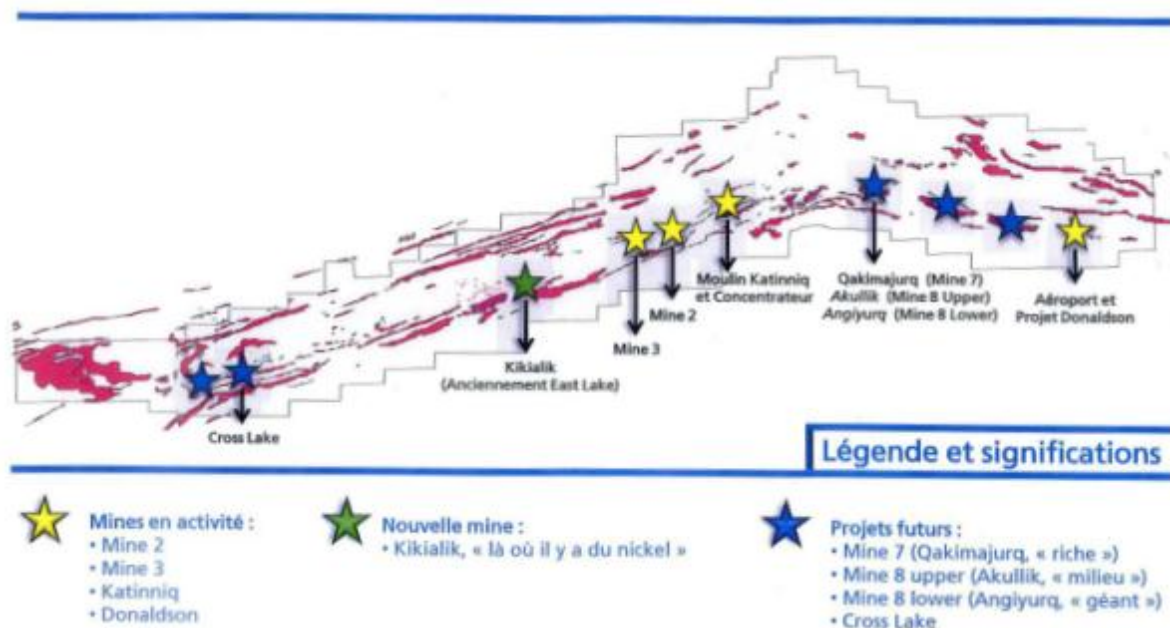 Moulin Katinniq
et Concentrateur
Qakimajurq (Mine 7)
Akullik (Mine 8 Upper)
Angiyurq (Mine 8 Lower)
Aéroport et
Projet Donaldson
Mine 2
Mine 3
Kikialik
(Anciennement East Lake)
Cross Lake
Légende et significations
Mines en activité :
• Mine 2
• Mine 3
• Katinniq
• Donaldson
Nouvelle mine :
• Kikialik, « là où il y a du nickel »
Projets futurs :
• Mine 7 (Qakimajurq, « riche »)
• Mine 8 upper (Akullik, « milieu »)
• Mine 8 lower (Angiyurq, « géant »)
• Cross Lake